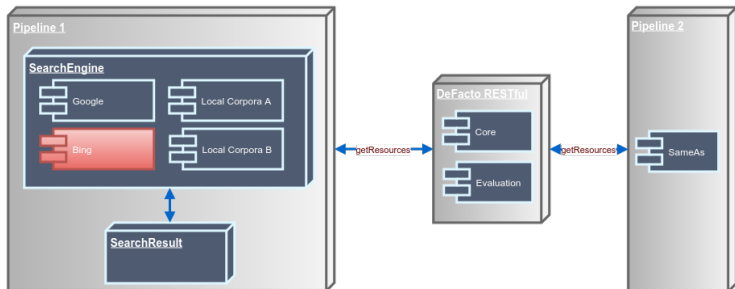 Pipeline 1
SearchEngine
Google
Local Corpora A
Bing
Local Corpora B
SearchResult
getResources
DeFacto RESTful
Core
Evaluation
getResources
Pipeline 2
SameAs